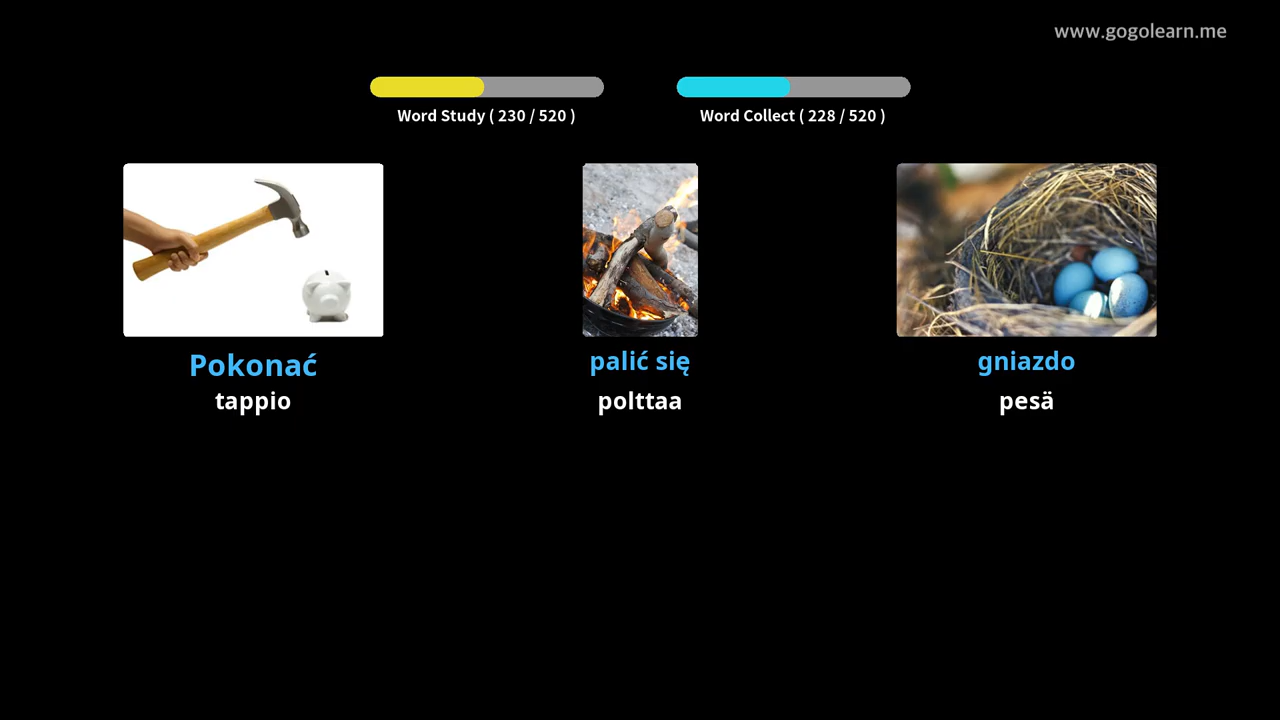 www.gogolearn.me
Word Study ( 230 / 520 )
Word Collect ( 228 / 520 )
Pokonać
tappio
palić się
polttaa
gniazdo
pesä